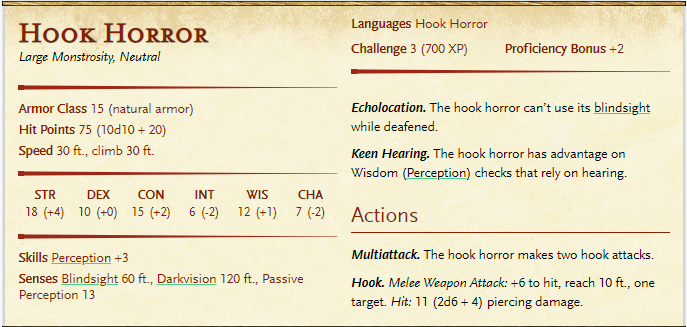 Hook Horror
Large Monstrosity, Neutral
Armor Class 15 (natural armor)
Hit Points 75 (10d10 + 20)
Speed 30 ft., climb 30 ft.
STR DEX CON INT WIS CHA
18 (+4) 10 (+0) 15 (+2) 6 (-2) 12 (+1) 7 (-2)
Skills Perception +3
Senses Blindsight 60 ft., Darkvision 120 ft., Passive
Perception 13
Languages Hook Horror
Challenge 3 (700 XP) Proficiency Bonus +2
Echolocation. The hook horror can't use its blindsight
while deafened.
Keen Hearing. The hook horror has advantage on
Wisdom (Perception) checks that rely on hearing.
Actions
Multiattack. The hook horror makes two hook attacks.
Hook. Melee Weapon Attack: +6 to hit, reach 10 ft., one
target. Hit: 11 (2d6 + 4) piercing damage.